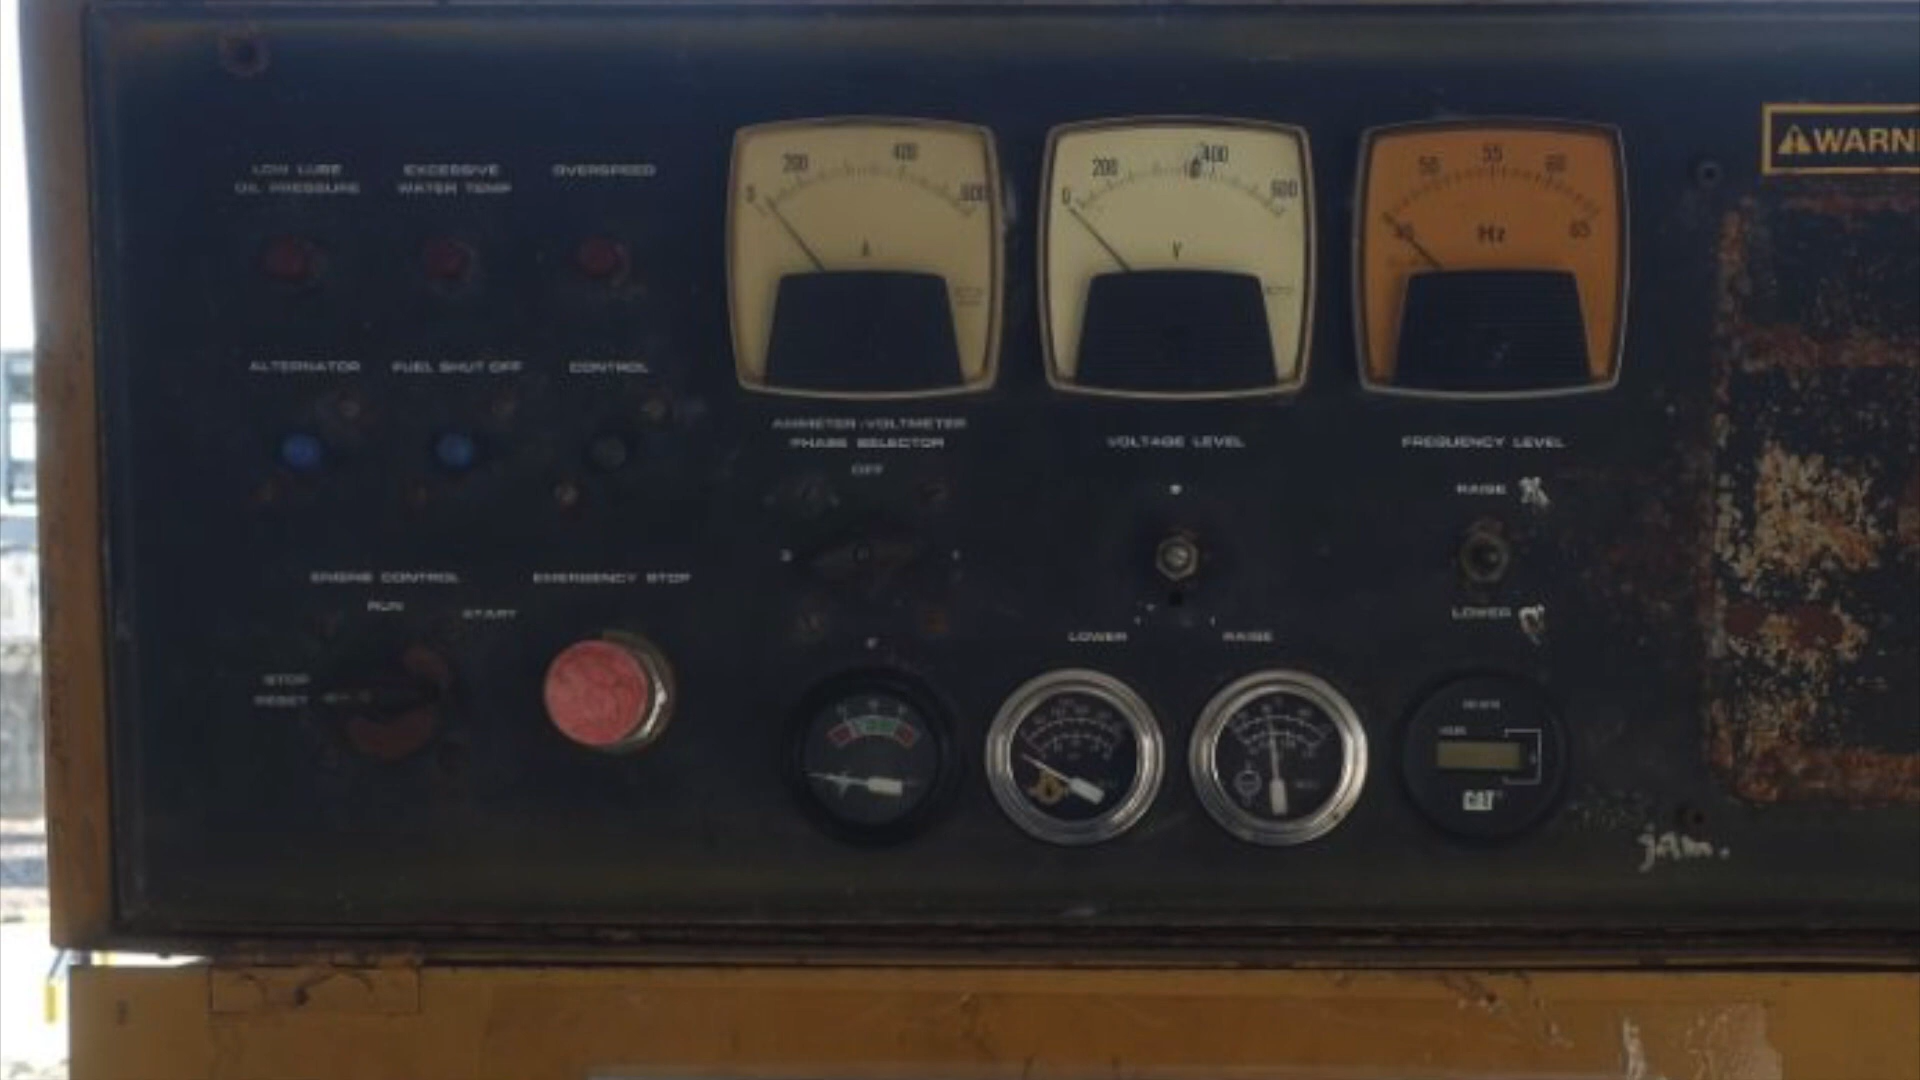 LOW LUBE
OIL PRESSURE
EXCESSIVE
WATER TEMP
OVERSPEED
0 200 400 600
A
0 200 400 600
V
45 50 55 60 65
Hz
WARNI
ALTERNATOR
FUEL SHUT OFF
CONTROL
AMMETER/VOLTMETER
PHASE SELECTOR
OFF
VOLTAGE LEVEL
FREQUENCY LEVEL
RAISE
LOWER
ENGINE CONTROL
RUN
START
STOP
RESET
EMERGENCY STOP
LOWER
RAISE
CAT
jam.